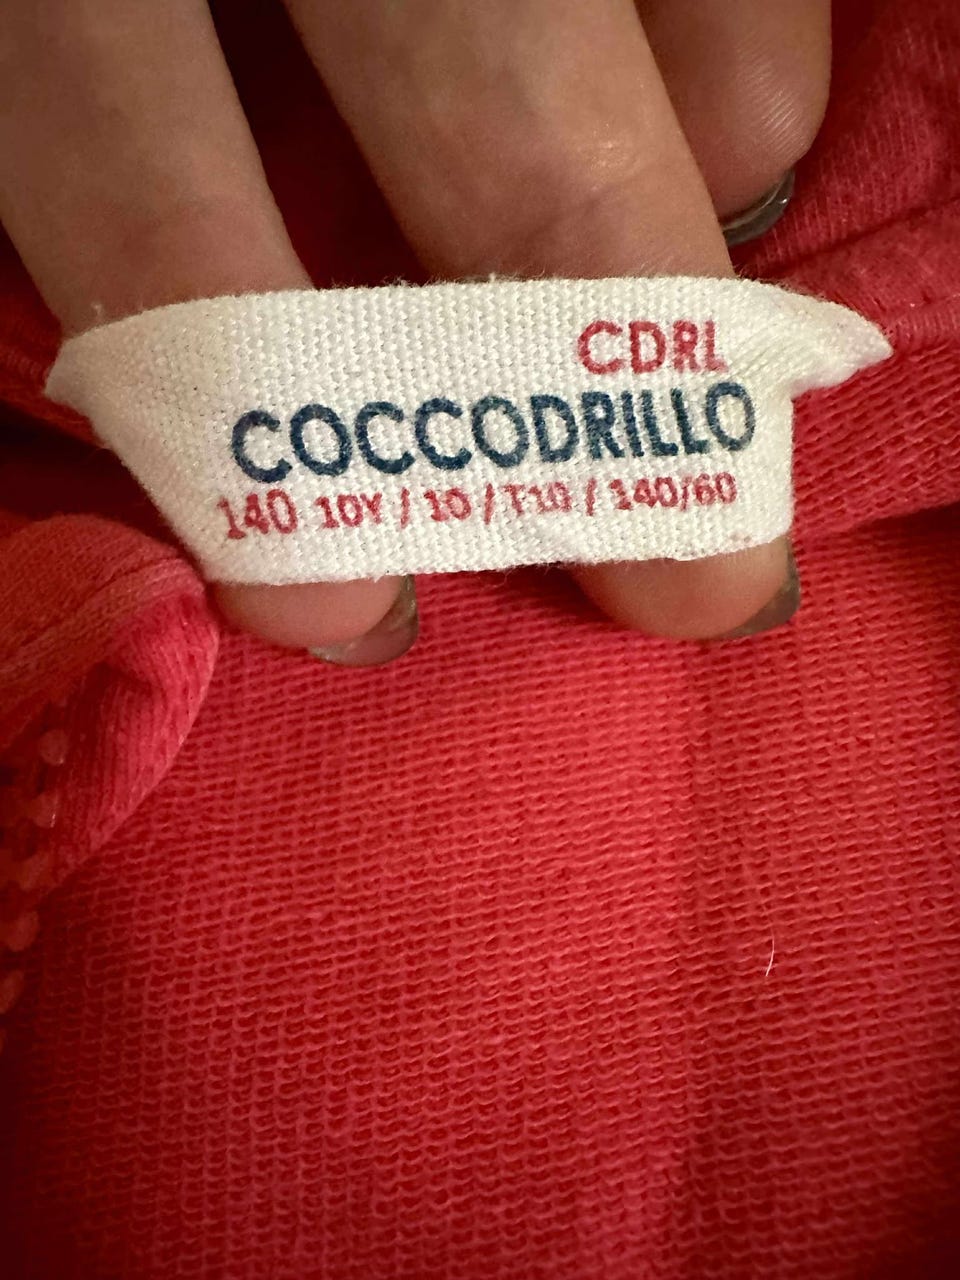 CDRL
COCCODRILLO
140 10Y / 10 / T10 / 140/60